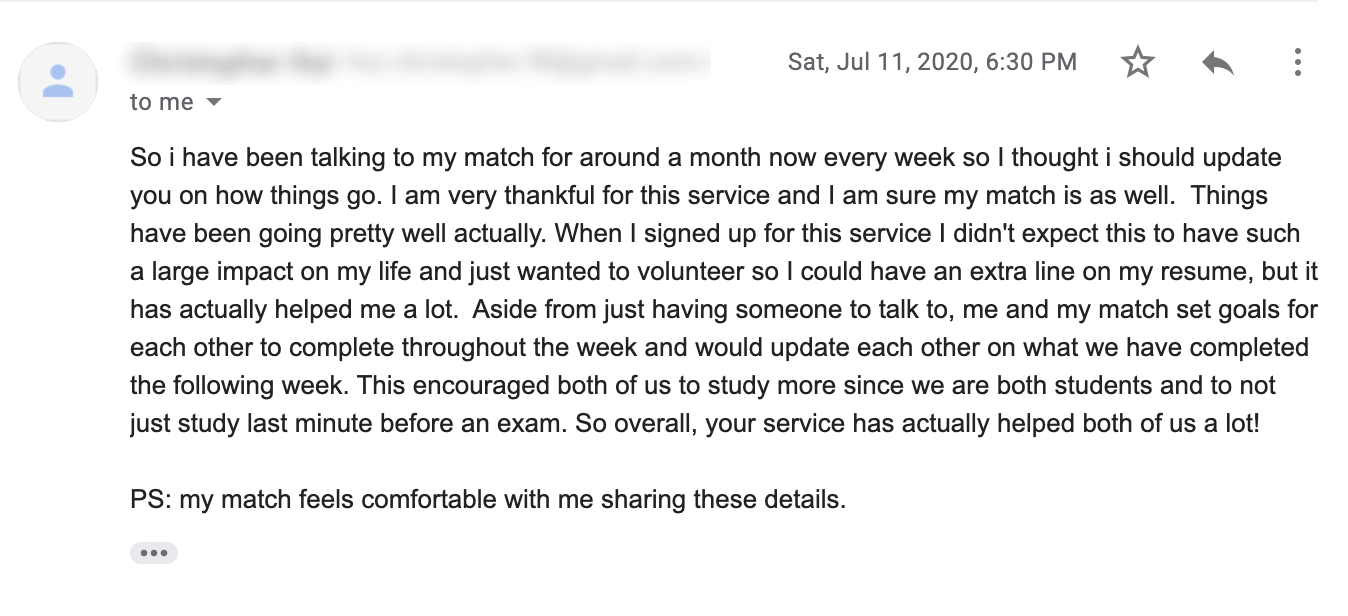 Sat, Jul 11, 2020, 6:30 PM
to me
So i have been talking to my match for around a month now every week so I thought i should update
you on how things go. I am very thankful for this service and I am sure my match is as well.  Things
have been going pretty well actually. When I signed up for this service I didn't expect this to have such
a large impact on my life and just wanted to volunteer so I could have an extra line on my resume, but it
has actually helped me a lot.  Aside from just having someone to talk to, me and my match set goals for
each other to complete throughout the week and would update each other on what we have completed
the following week. This encouraged both of us to study more since we are both students and to not
just study last minute before an exam. So overall, your service has actually helped both of us a lot!
PS: my match feels comfortable with me sharing these details.